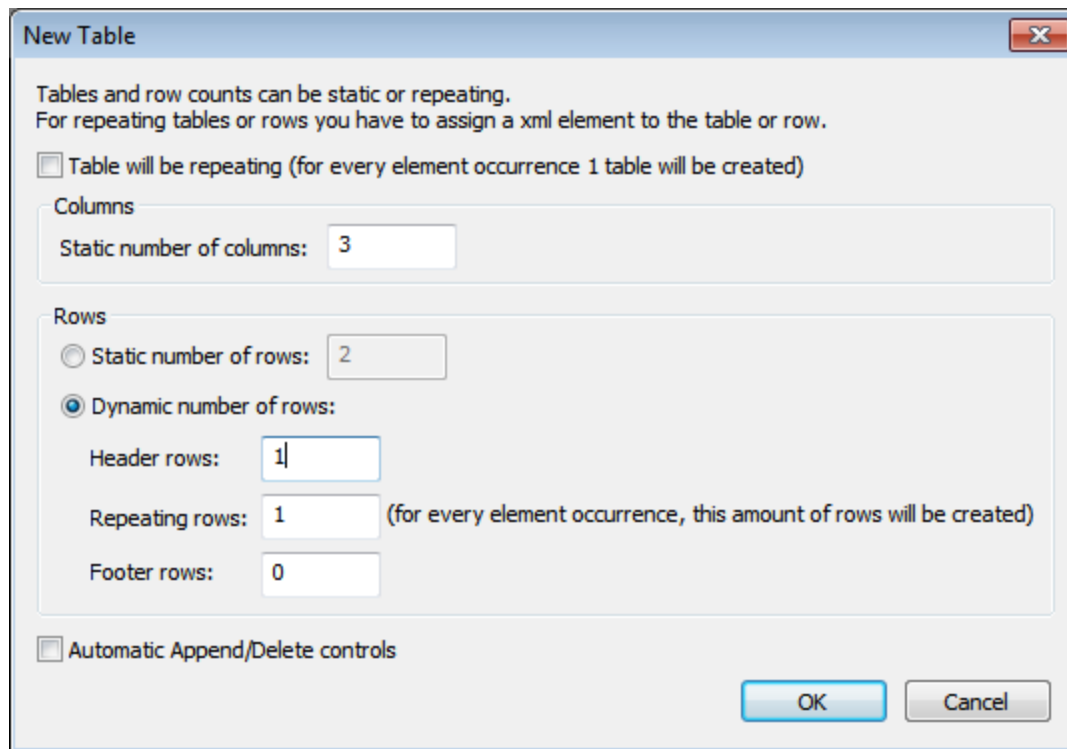 New Table
Tables and row counts can be static or repeating.
For repeating tables or rows you have to assign a xml element to the table or row.
Table will be repeating (for every element occurrence 1 table will be created)
Columns
Static number of columns: 3
Rows
Static number of rows: 2
Dynamic number of rows:
Header rows: 1
Repeating rows: 1 (for every element occurrence, this amount of rows will be created)
Footer rows: 0
Automatic Append/Delete controls
OK Cancel